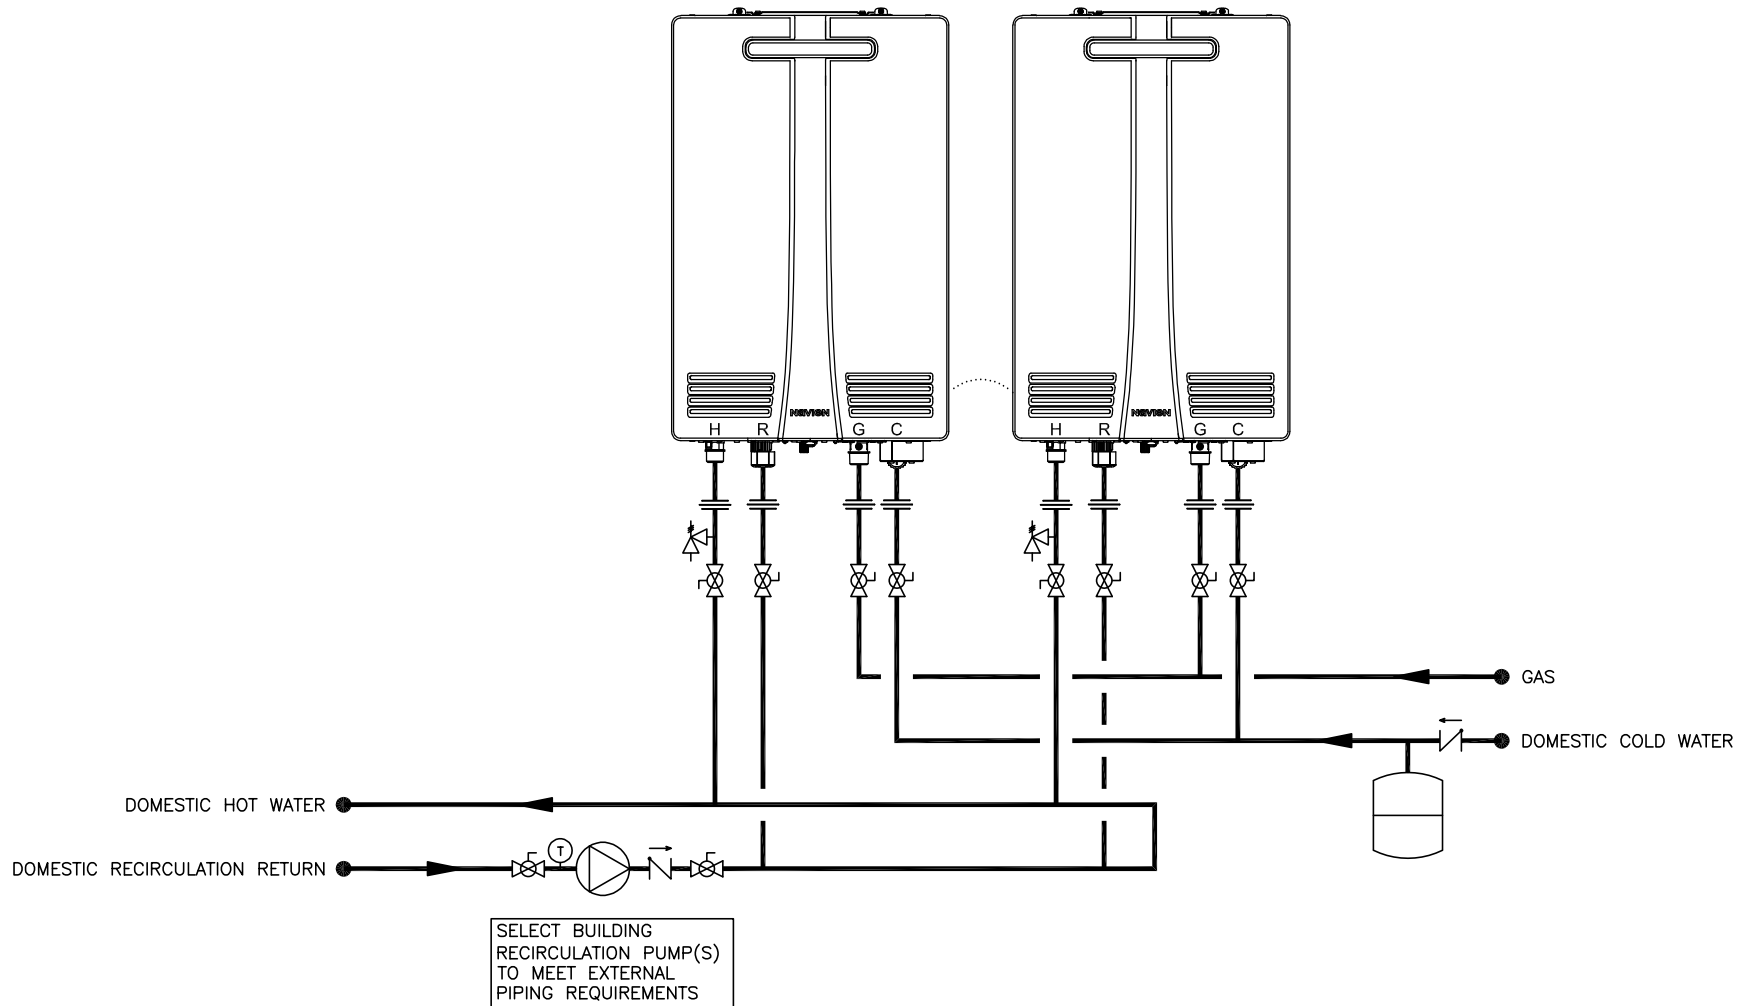 NAVIEN NAVIEN
H R G C H R G C
GAS
DOMESTIC COLD WATER
DOMESTIC HOT WATER
T
DOMESTIC RECIRCULATION RETURN
SELECT BUILDING
RECIRCULATION PUMP(S)
TO MEET EXTERNAL
PIPING REQUIREMENTS